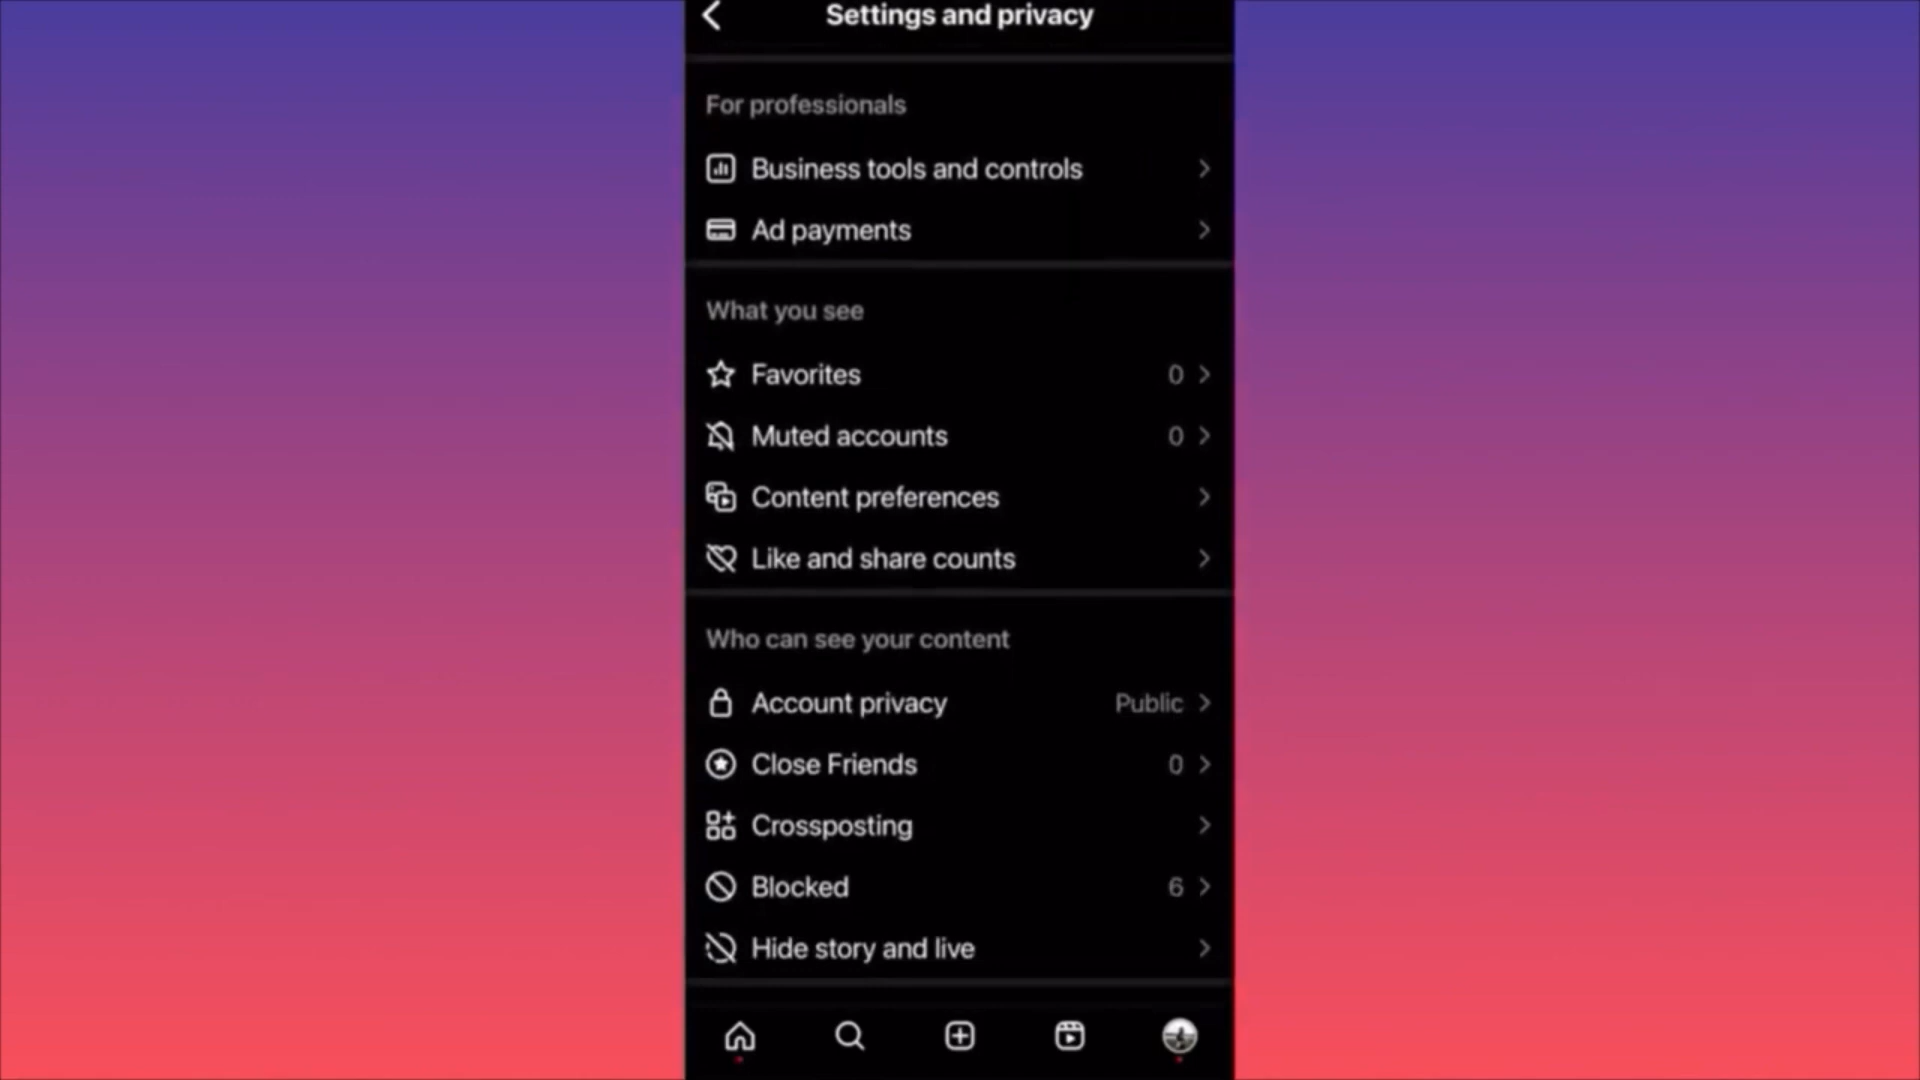 Settings and privacy
For professionals
Business tools and controls
Ad payments
What you see
Favorites 0
Muted accounts 0
Content preferences
Like and share counts
Who can see your content
Account privacy Public
Close Friends 0
Crossposting
Blocked 6
Hide story and live